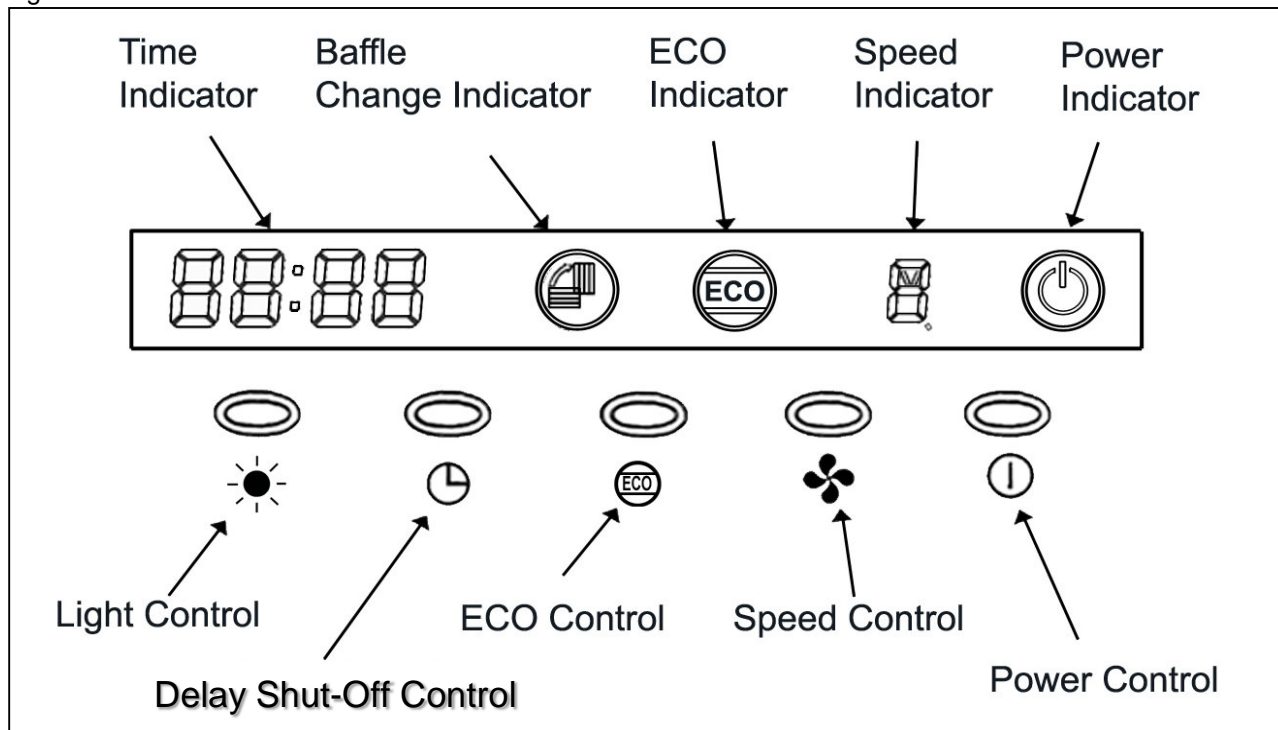 Time
Indicator
Baffle
Change Indicator
ECO
Indicator
Speed
Indicator
Power
Indicator
88:88
ECO
8.
ECO
Light Control
Delay Shut-Off Control
ECO Control
Speed Control
Power Control